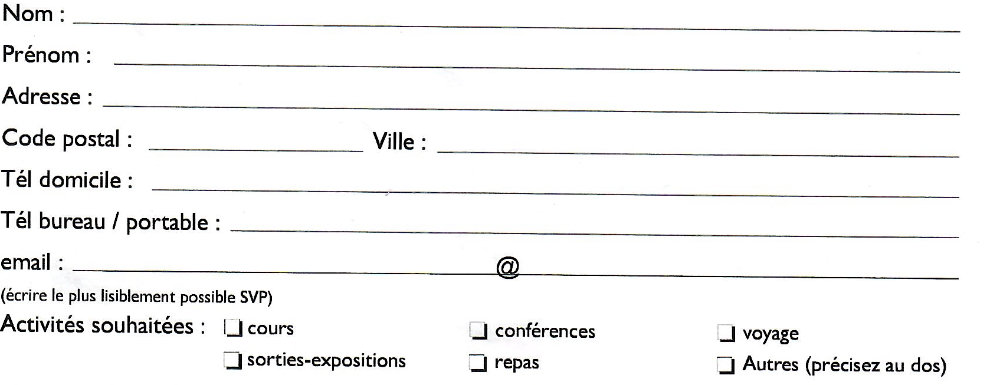 Nom :
Prénom :
Adresse :
Code postal : Ville :
Tél domicile :
Tél bureau / portable :
email : @
(écrire le plus lisiblement possible SVP)
Activités souhaitées : cours conférences voyage
sorties-expositions repas Autres (précisez au dos)